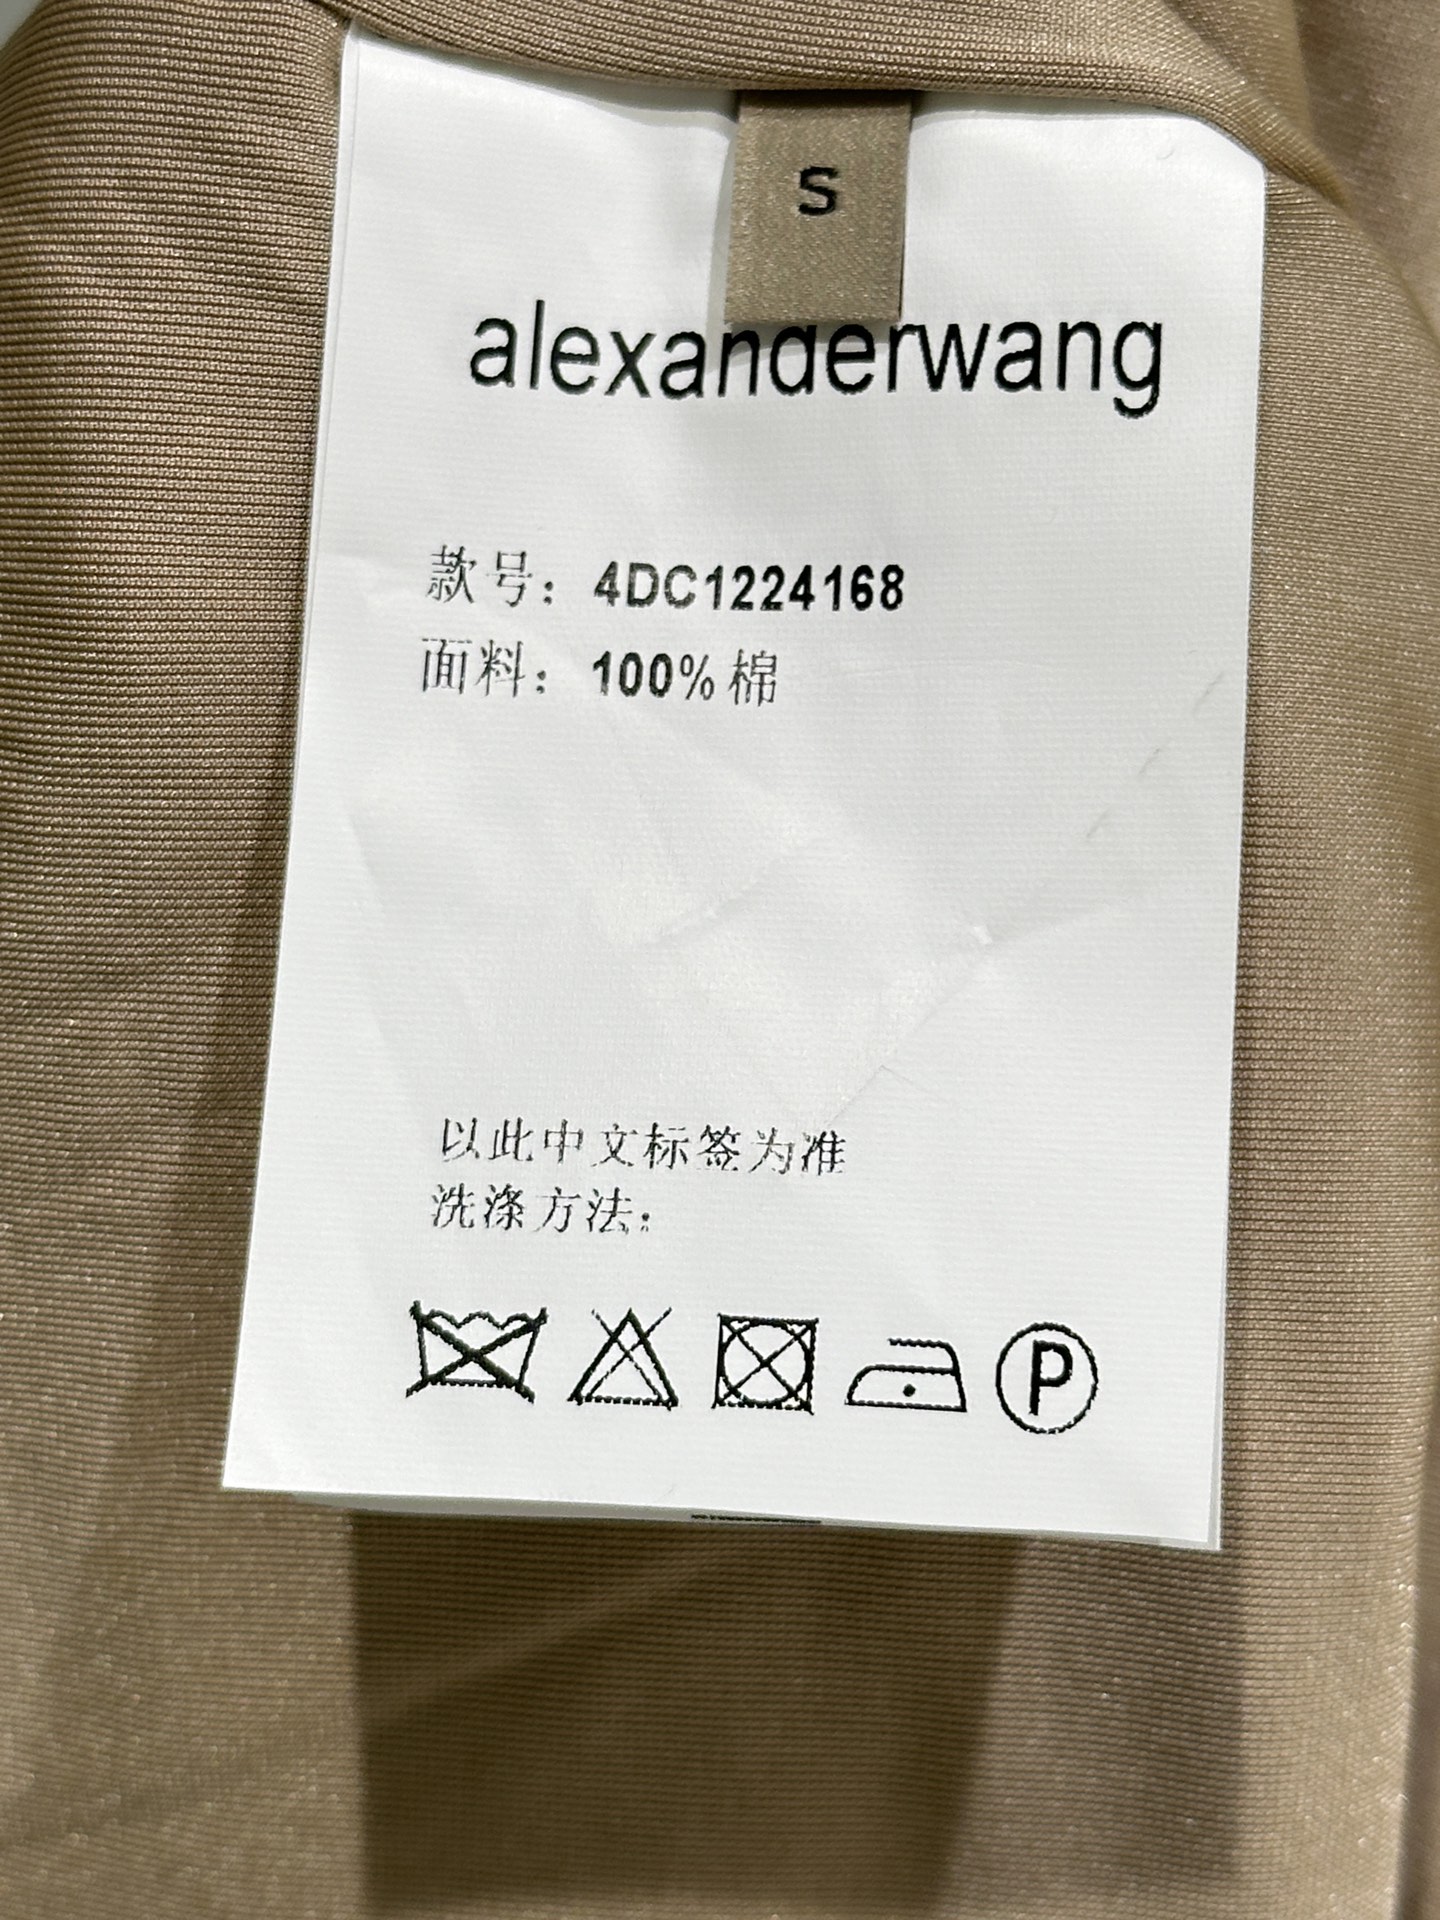 S
alexanderwang
款号：4DC1224168
面料：100%棉
以此中文标签为准
洗涤方法：
P